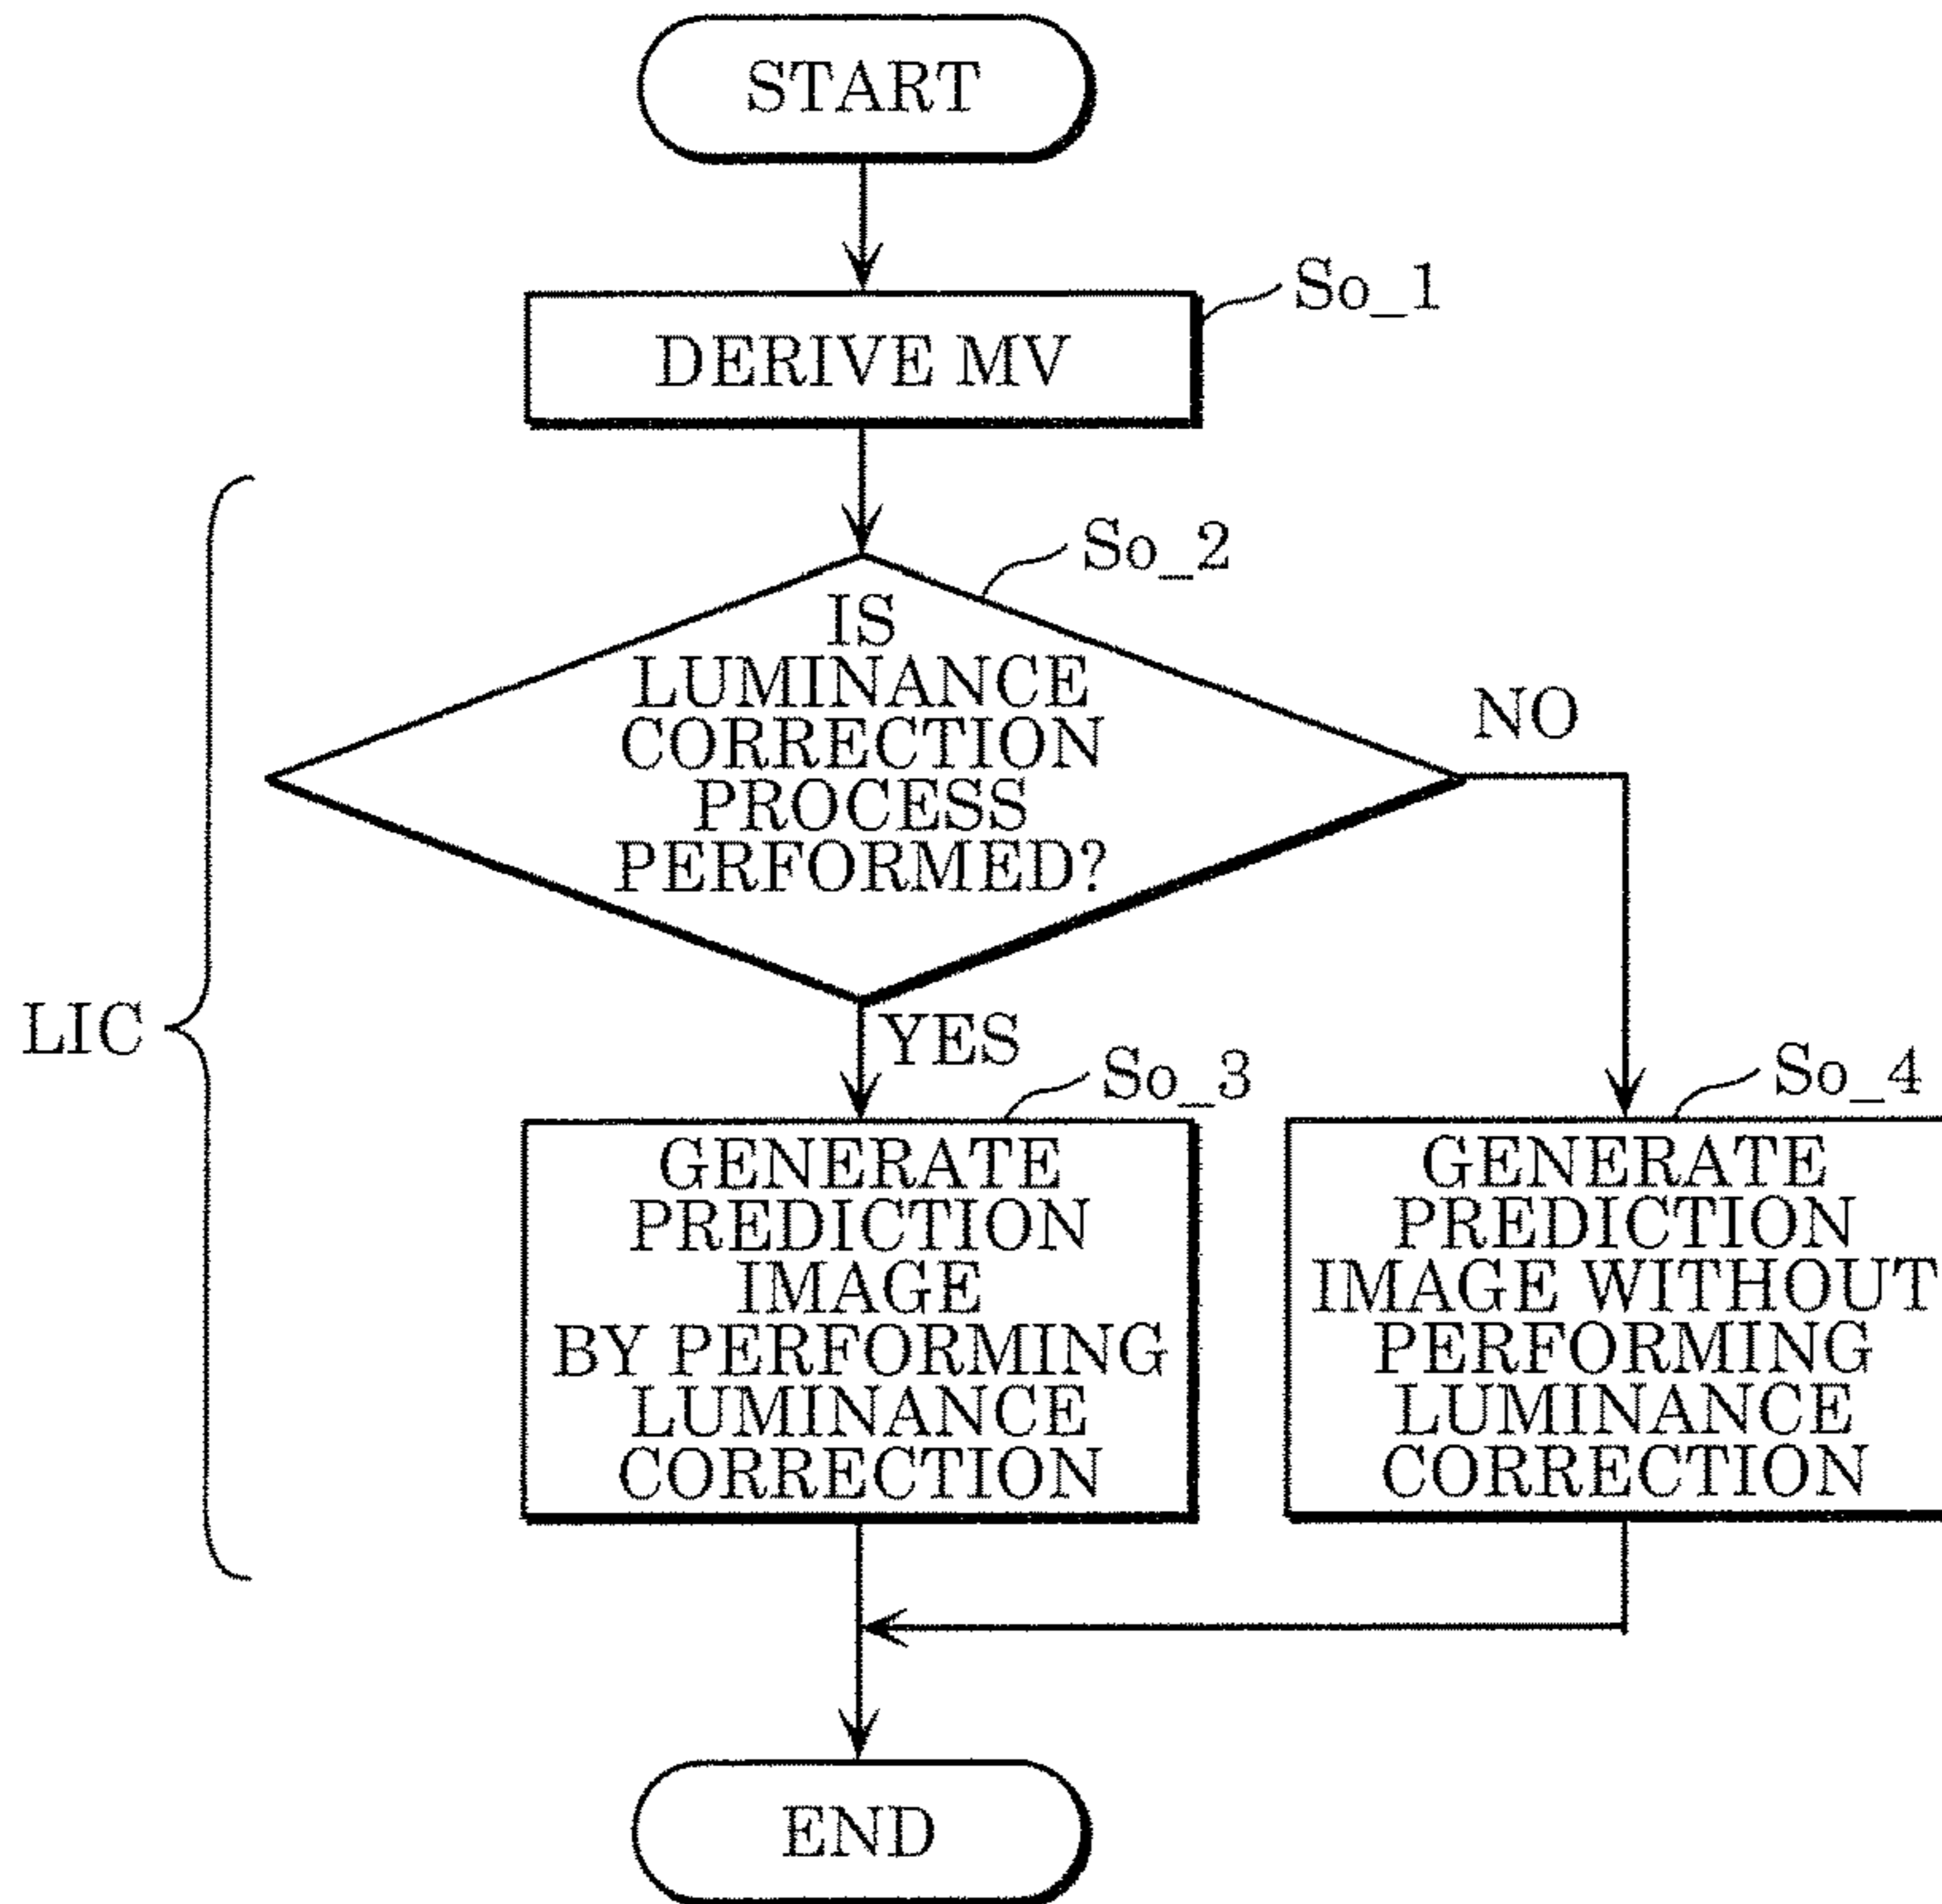 START
So_1
DERIVE MV
So_2
IS
LUMINANCE
CORRECTION
PROCESS
PERFORMED?
NO
LIC
YES
So_3
GENERATE
PREDICTION
IMAGE
BY PERFORMING
LUMINANCE
CORRECTION
So_4
GENERATE
PREDICTION
IMAGE WITHOUT
PERFORMING
LUMINANCE
CORRECTION
END